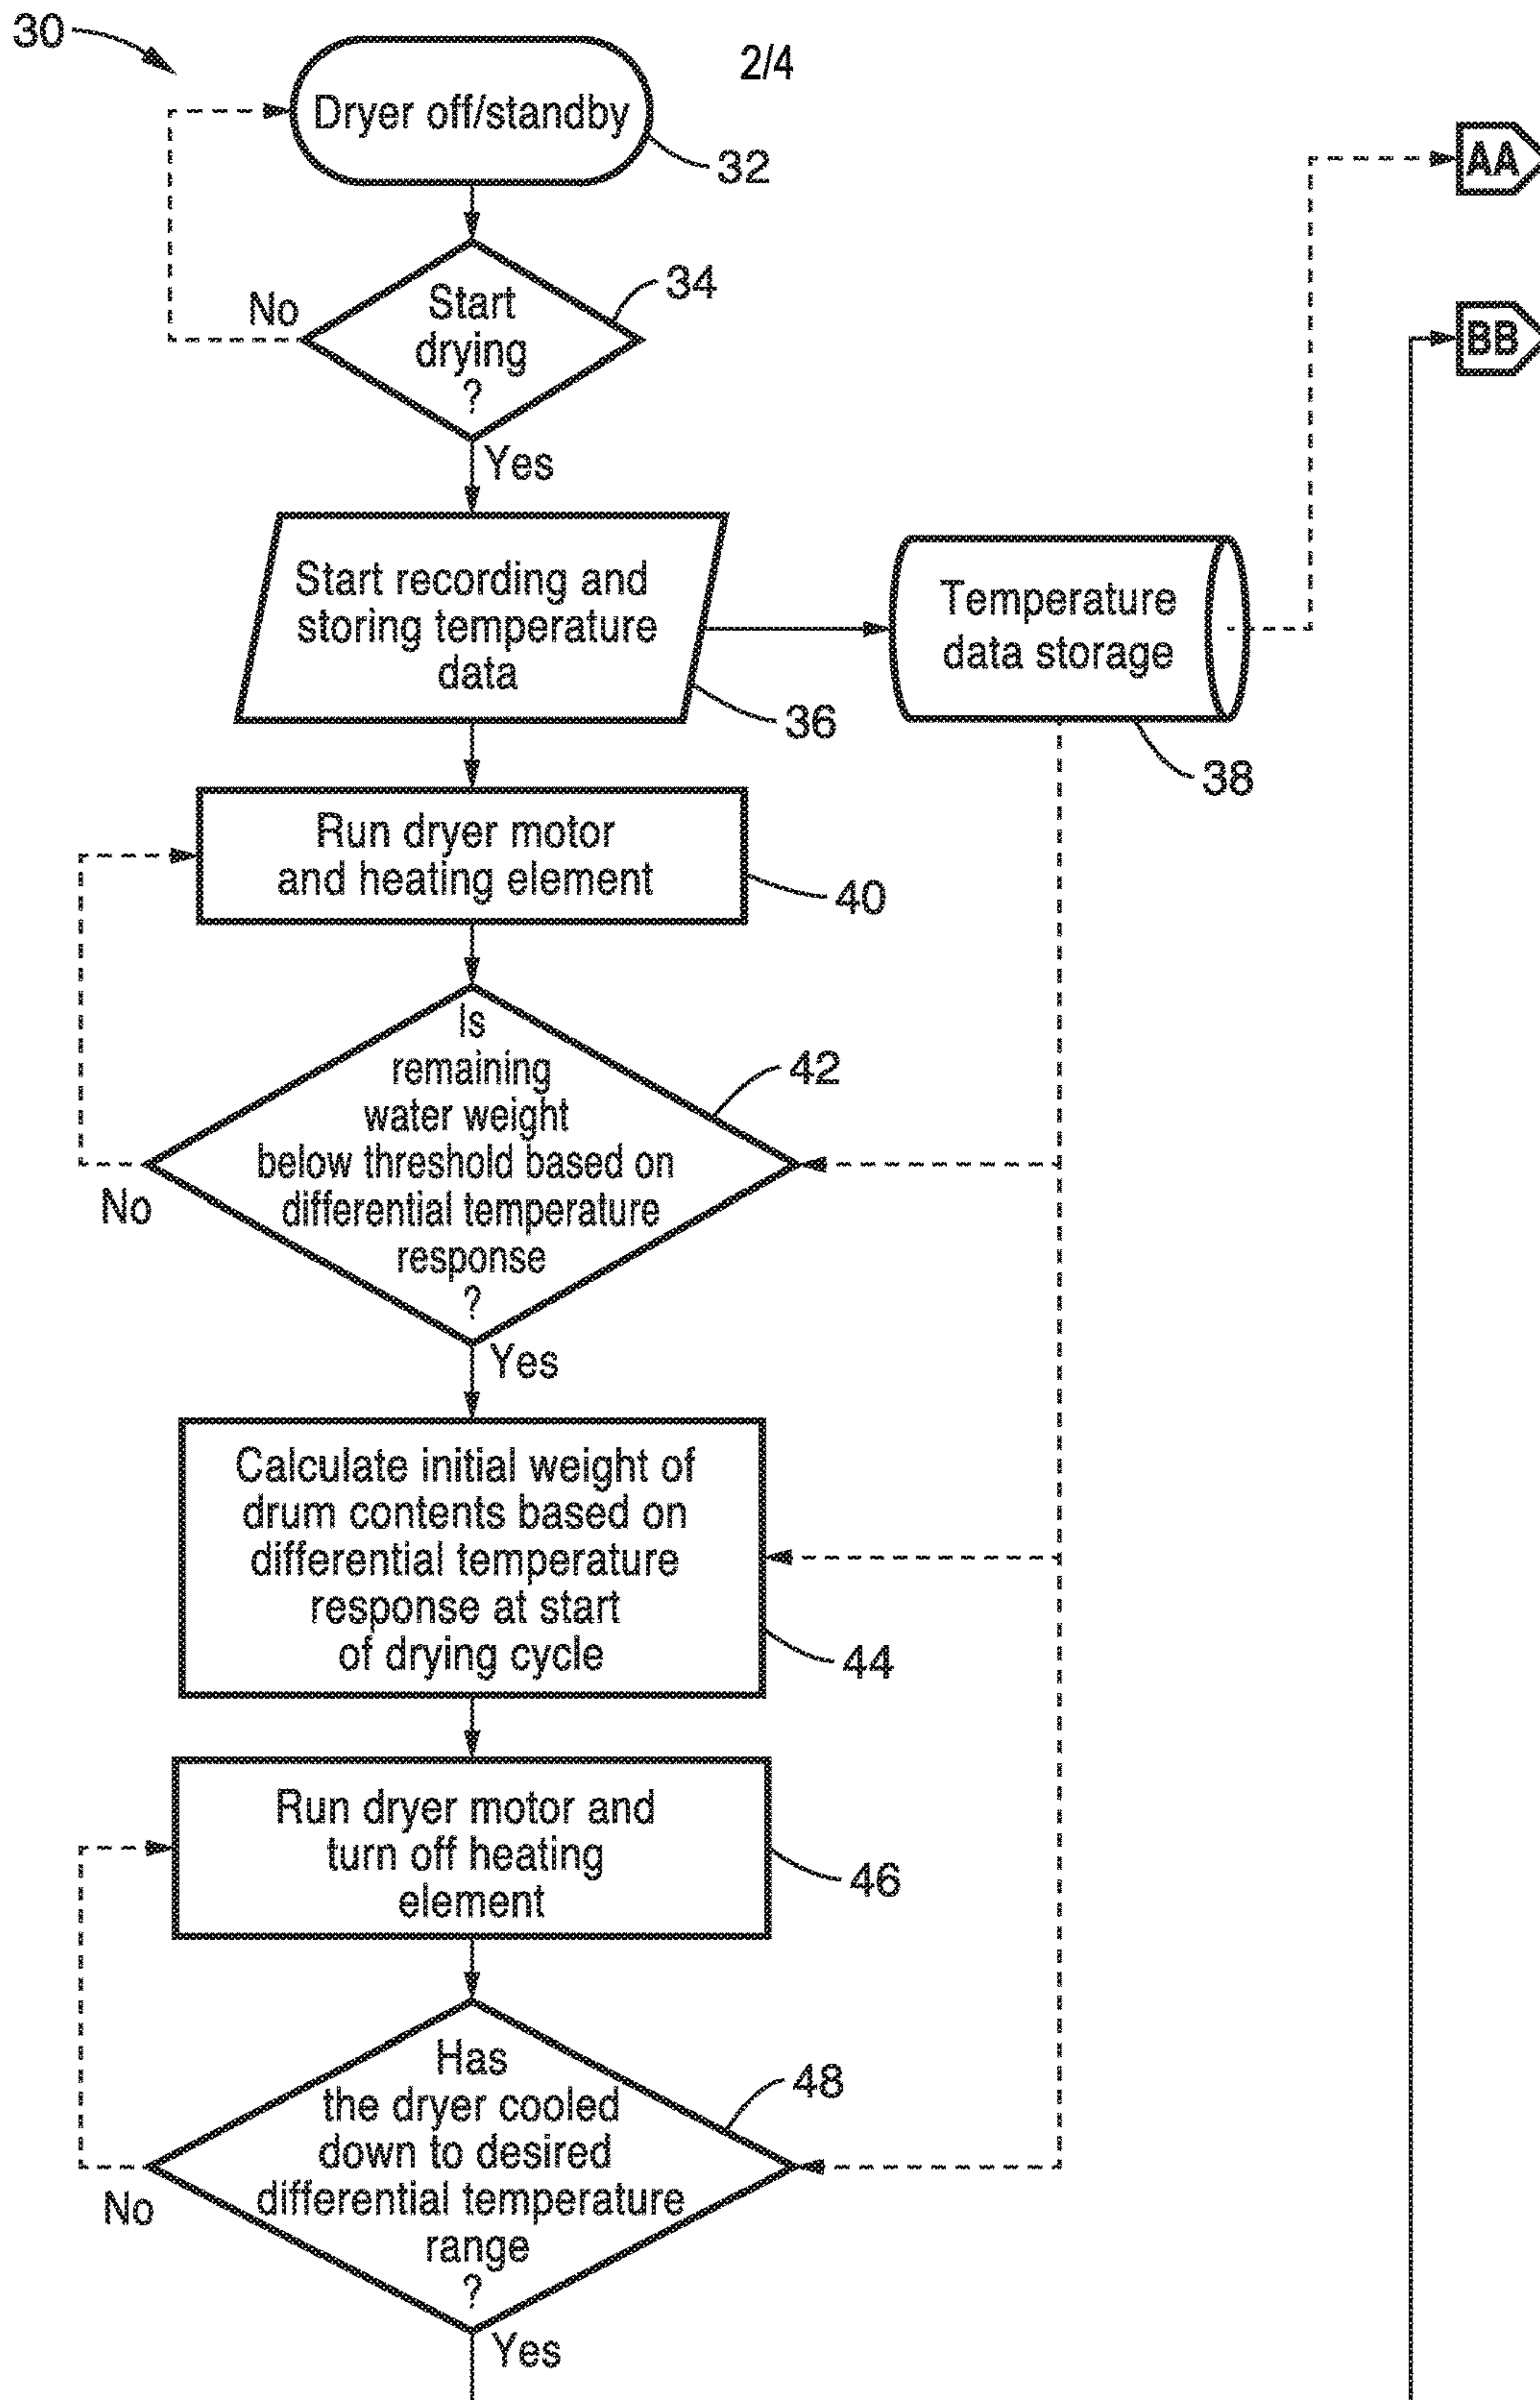 30
2/4
Dryer off/standby
32
AA
Start
drying
?
34
No
BB
Yes
Start recording and
storing temperature
data
36
Temperature
data storage
38
Run dryer motor
and heating element
40
Is
remaining
water weight
below threshold based on
differential temperature
response
?
42
No
Yes
Calculate initial weight of
drum contents based on
differential temperature
response at start
of drying cycle
44
Run dryer motor and
turn off heating
element
46
Has
the dryer cooled
down to desired
differential temperature
range
?
48
No
Yes